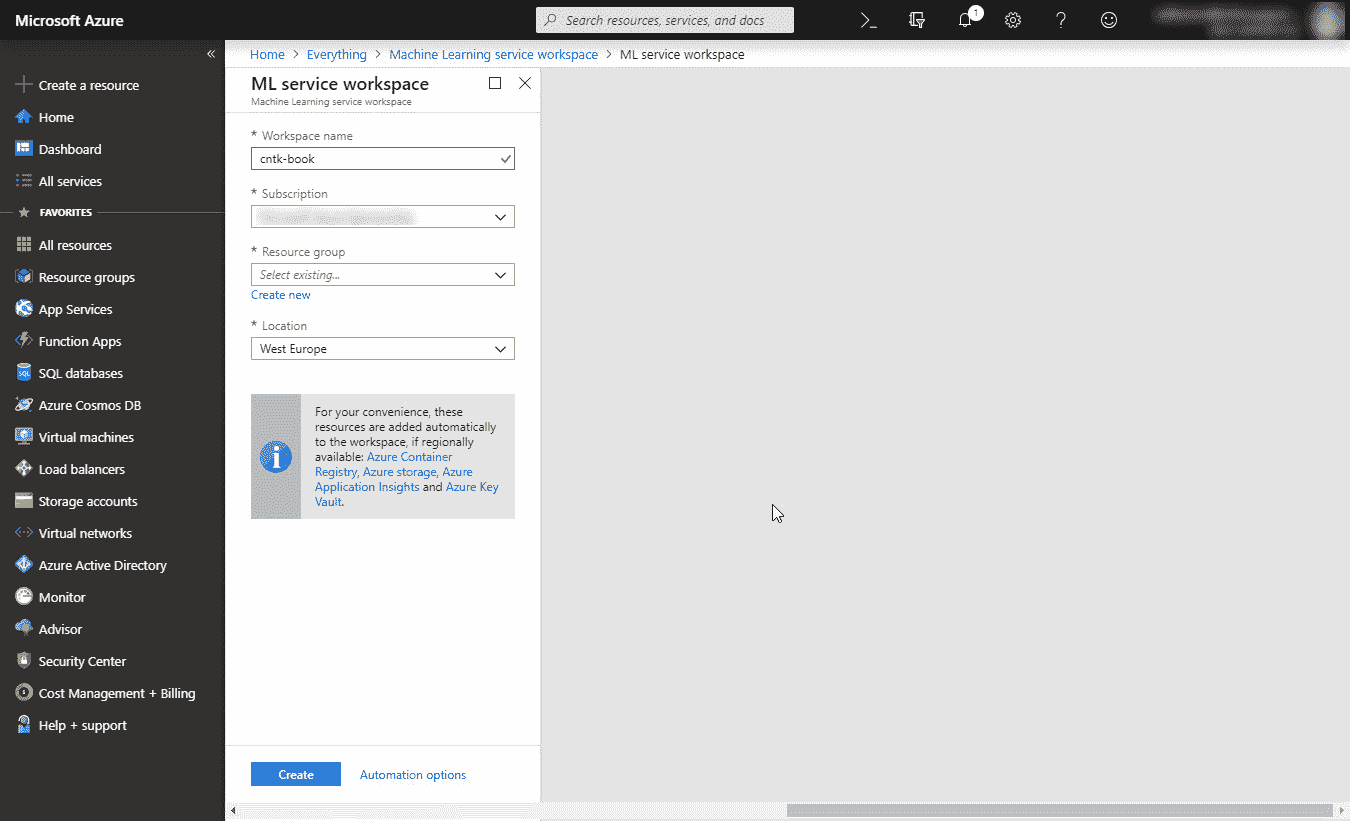 Microsoft Azure
Search resources, services, and docs
1
Home > Everything > Machine Learning service workspace > ML service workspace
Create a resource
Home
Dashboard
All services
FAVORITES
All resources
Resource groups
App Services
Function Apps
SQL databases
Azure Cosmos DB
Virtual machines
Load balancers
Storage accounts
Virtual networks
Azure Active Directory
Monitor
Advisor
Security Center
Cost Management + Billing
Help + support
ML service workspace
Machine Learning service workspace
* Workspace name
cntk-book
* Subscription
* Resource group
Select existing...
Create new
* Location
West Europe
For your convenience, these
resources are added automatically
to the workspace, if regionally
available: Azure Container
Registry, Azure storage, Azure
Application Insights and Azure Key
Vault.
Create
Automation options